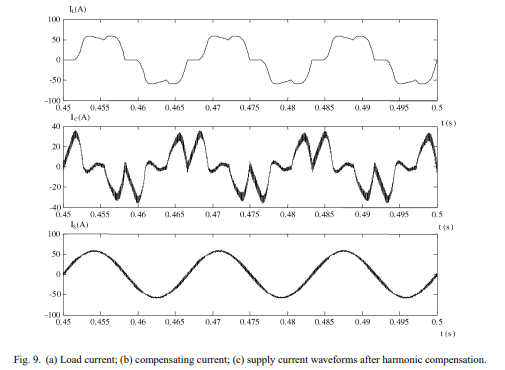 IL(A)
100
50
0
-50
-100
0.45 0.455 0.46 0.465 0.47 0.475 0.48 0.485 0.49 0.495 0.5
t (s)
IC(A)
40
20
0
-20
-40
0.45 0.455 0.46 0.465 0.47 0.475 0.48 0.485 0.49 0.495 0.5
t (s)
IS(A)
100
50
0
-50
-100
0.45 0.455 0.46 0.465 0.47 0.475 0.48 0.485 0.49 0.495 0.5
t (s)
Fig. 9. (a) Load current; (b) compensating current; (c) supply current waveforms after harmonic compensation.